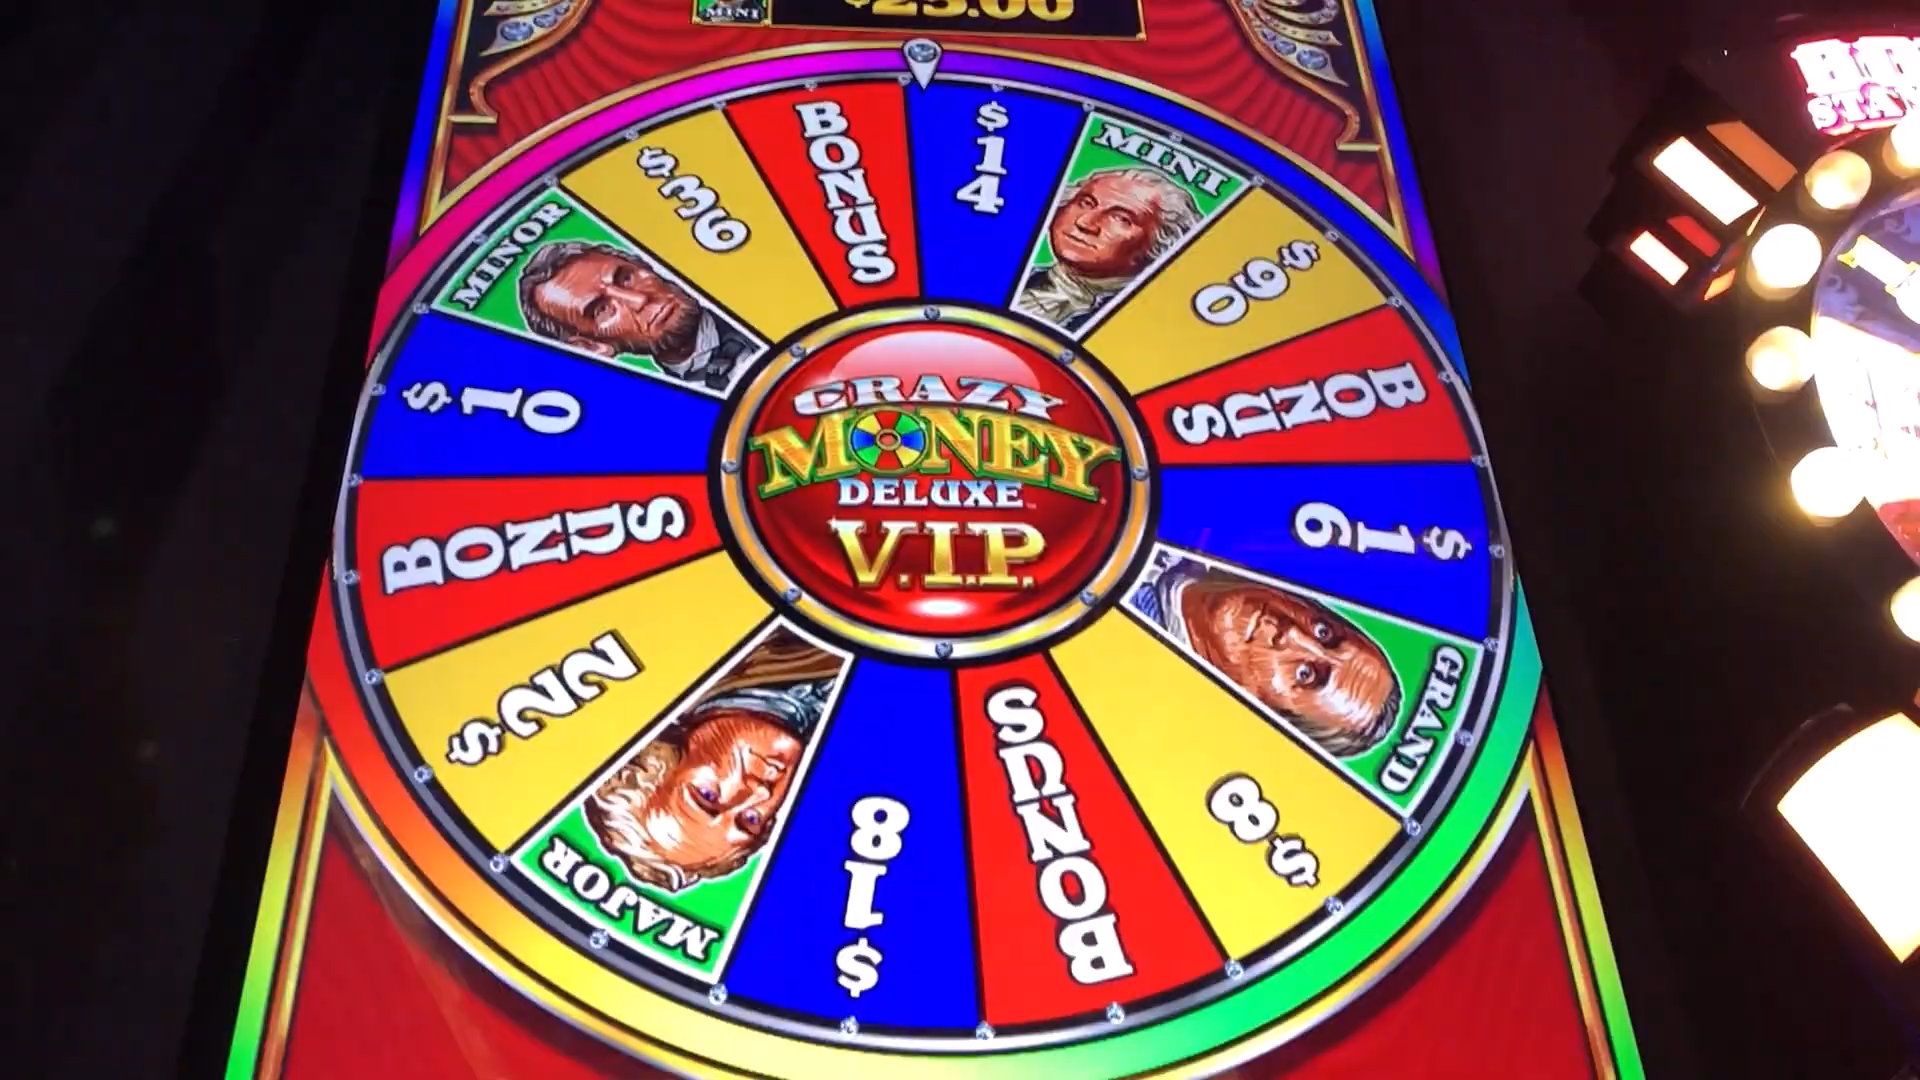 MINI
$25.00
BONUS
$14
MINI
$36
$90
MINOR
BONUS
$10
CRAZY
MONEY
DELUXE™
V.I.P.
$16
BONUS
GRAND
$22
$8
MAJOR
$18
BONUS